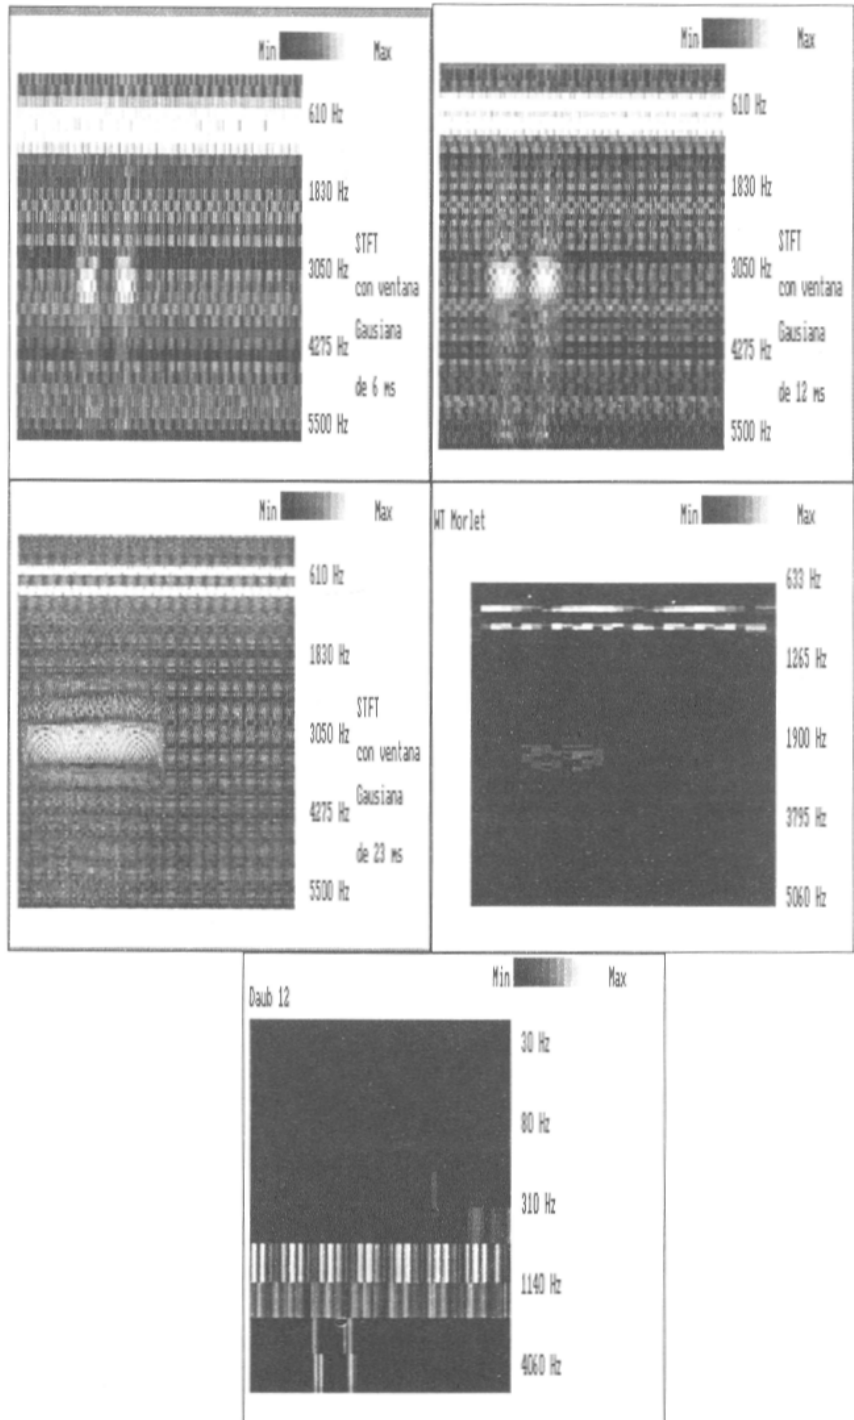 Min Max
610 Hz
1830 Hz
STFT
3050 Hz
con ventana
Gausiana
4275 Hz
de 6 ms
5500 Hz
Min Max
610 Hz
1830 Hz
STFT
3050 Hz
con ventana
Gausiana
4275 Hz
de 12 ms
5500 Hz
Min Max
610 Hz
1830 Hz
STFT
3050 Hz
con ventana
Gausiana
4275 Hz
de 23 ms
5500 Hz
WT Morlet
Min Max
633 Hz
1265 Hz
1900 Hz
3795 Hz
5060 Hz
Min Max
Daub 12
30 Hz
80 Hz
310 Hz
1140 Hz
4060 Hz